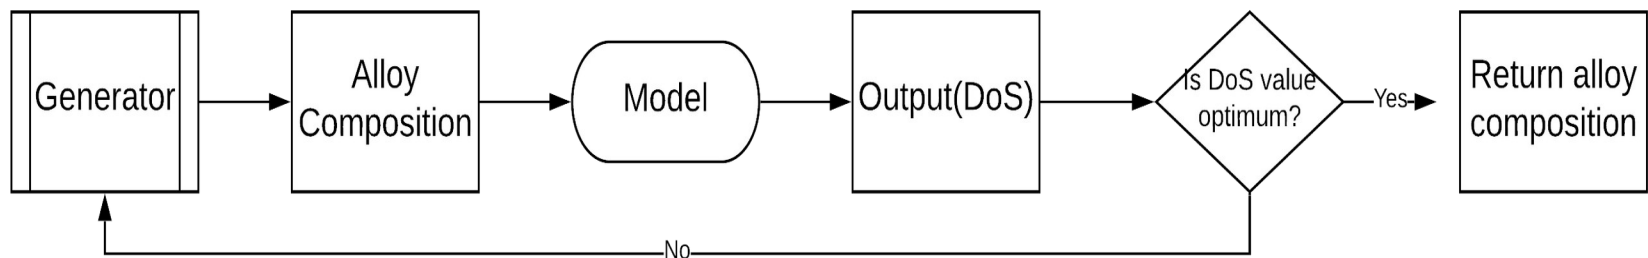 Generator
Alloy
Composition
Model
Output(DoS)
Is DoS value
optimum?
Yes
Return alloy
composition
No